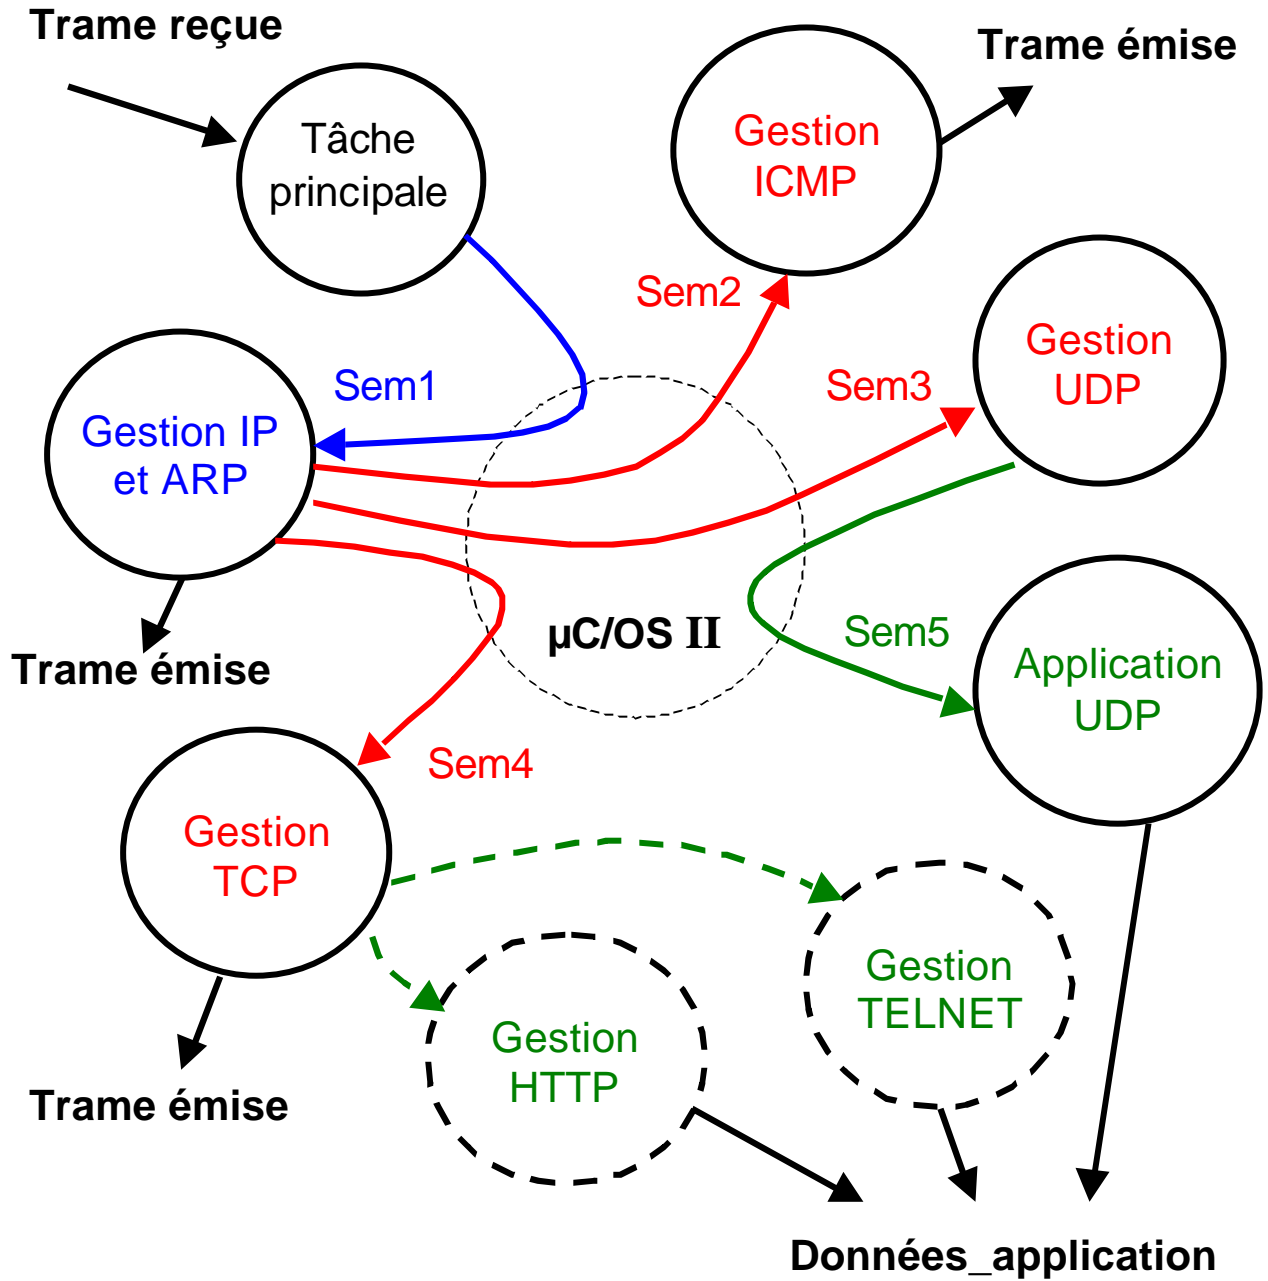 Trame reçue
Trame émise
Tâche
principale
Gestion
ICMP
Sem2
Gestion
UDP
Sem1
Sem3
Gestion IP
et ARP
µC/OS II
Sem5
Trame émise
Application
UDP
Sem4
Gestion
TCP
Gestion
TELNET
Gestion
HTTP
Trame émise
Données_application